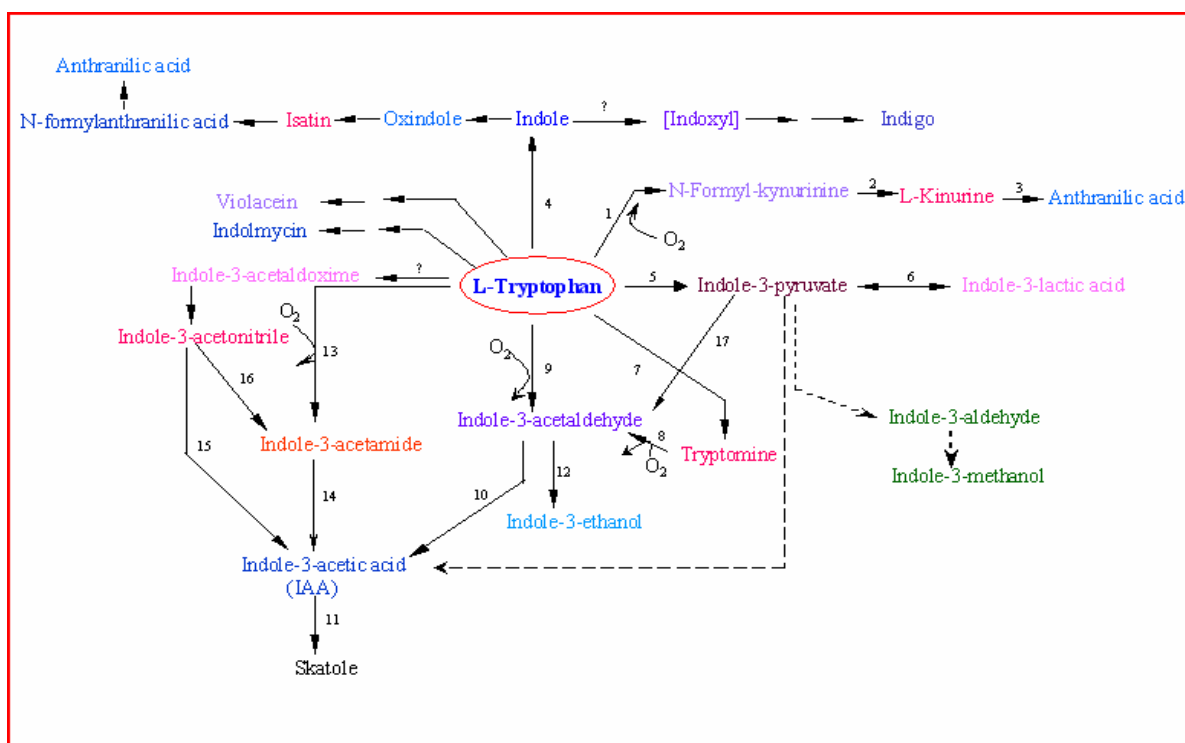 Anthranilic acid
N-formylanthranilic acid
Isatin
Oxindole
Indole
?
[Indoxyl]
Indigo
Violacein
Indolmycin
4
1
O2
N-Formyl-kynurinine
2
L-Kinurine
3
Anthranilic acid
Indole-3-acetaldoxime
?
L-Tryptophan
5
Indole-3-pyruvate
6
Indole-3-lactic acid
O2
Indole-3-acetonitrile
13
16
O2
9
7
17
15
Indole-3-acetamide
Indole-3-acetaldehyde
8
O2
Tryptomine
Indole-3-aldehyde
Indole-3-methanol
14
10
12
Indole-3-ethanol
Indole-3-acetic acid
(IAA)
11
Skatole